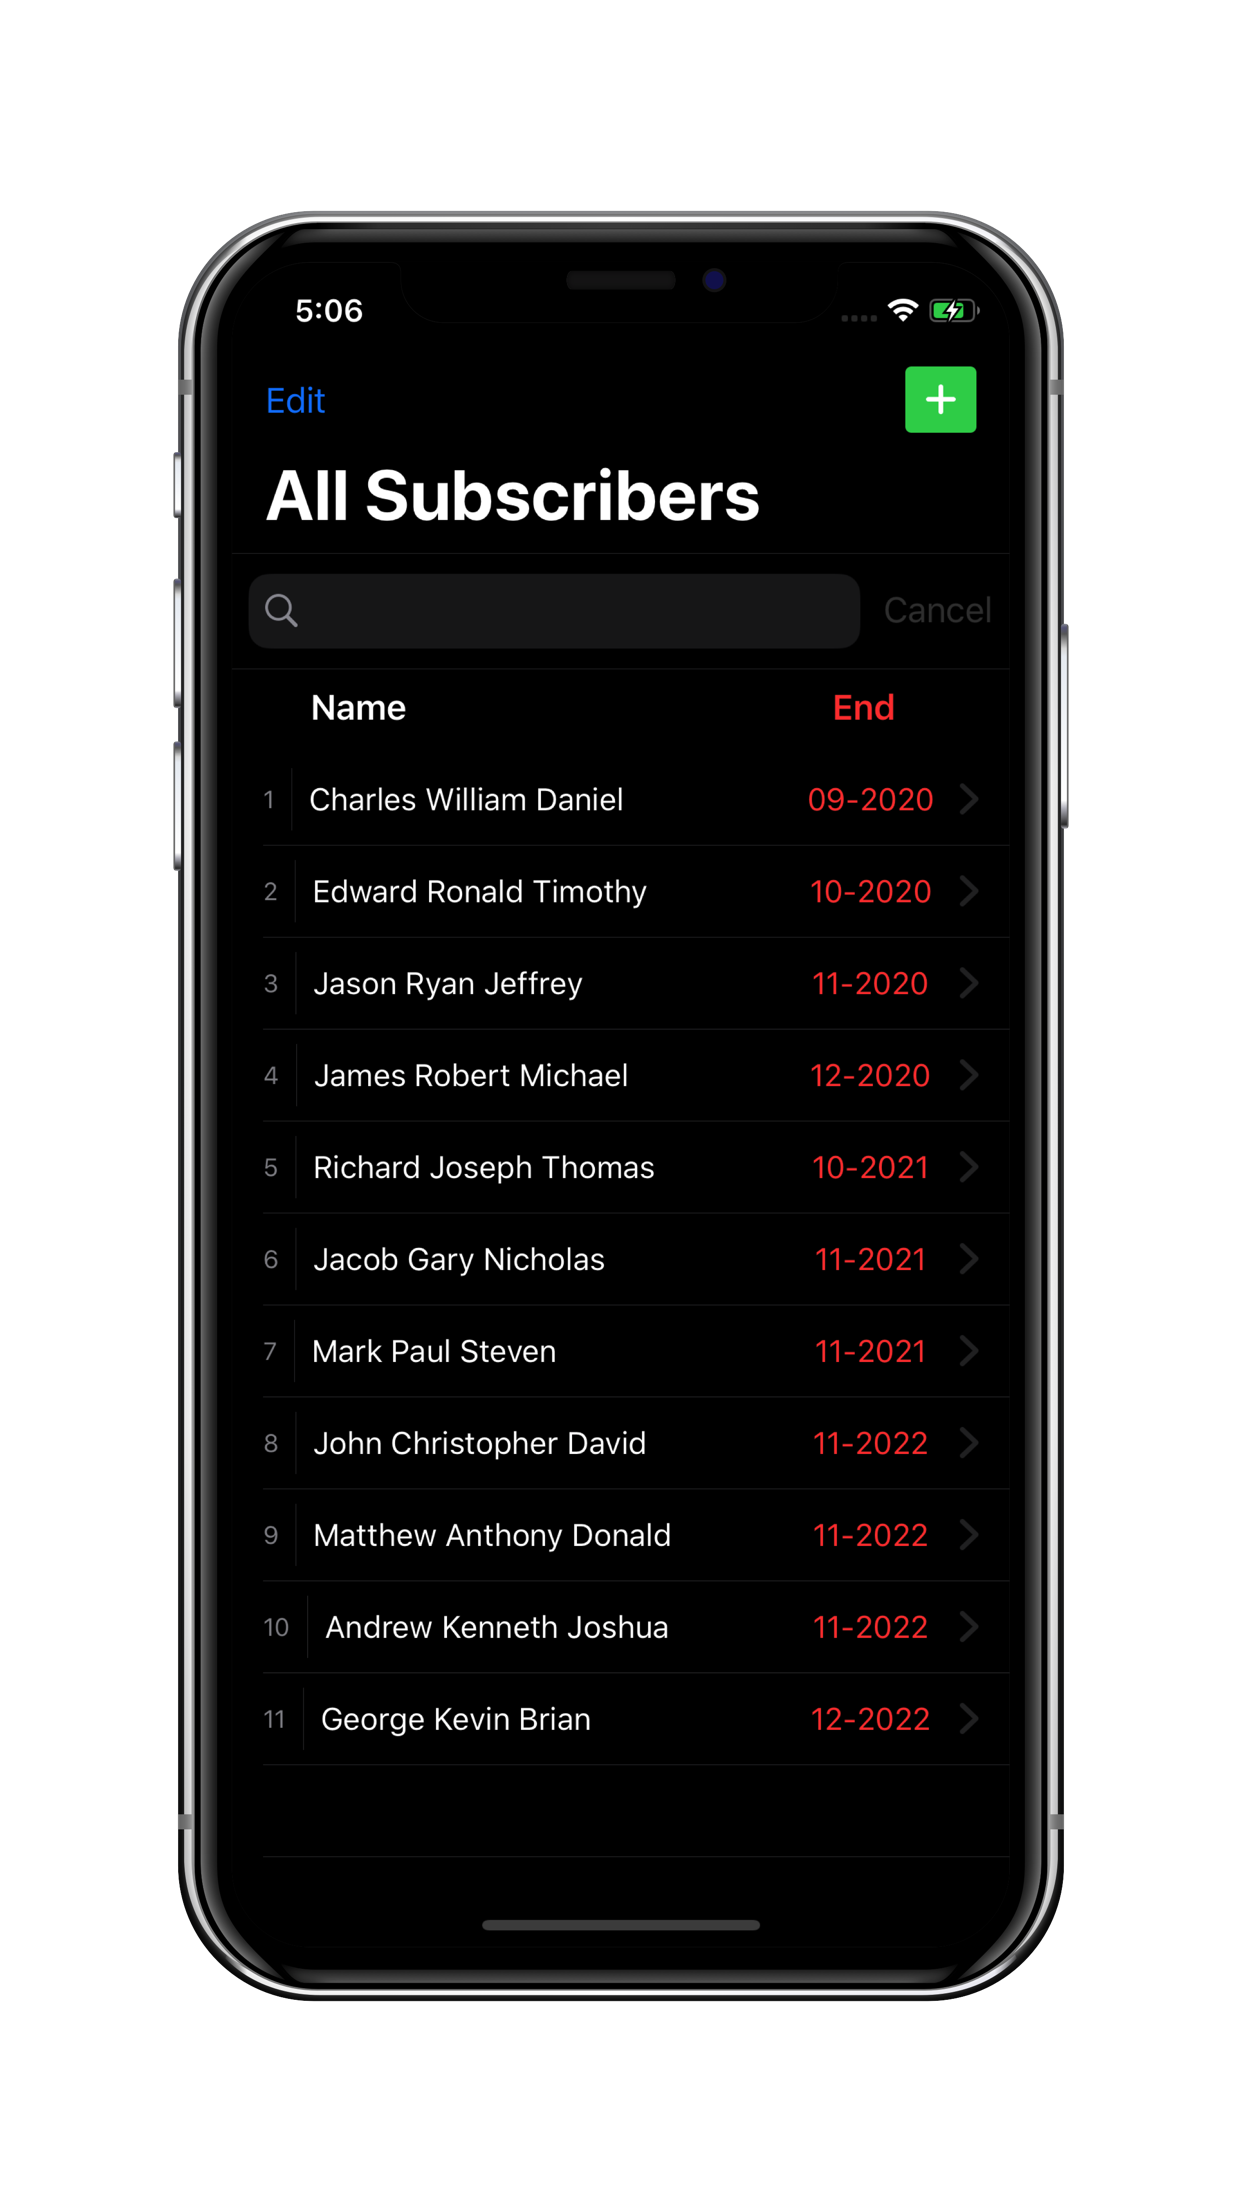 5:06
Edit
All Subscribers
Cancel
Name End
1 Charles William Daniel 09-2020
2 Edward Ronald Timothy 10-2020
3 Jason Ryan Jeffrey 11-2020
4 James Robert Michael 12-2020
5 Richard Joseph Thomas 10-2021
6 Jacob Gary Nicholas 11-2021
7 Mark Paul Steven 11-2021
8 John Christopher David 11-2022
9 Matthew Anthony Donald 11-2022
10 Andrew Kenneth Joshua 11-2022
11 George Kevin Brian 12-2022